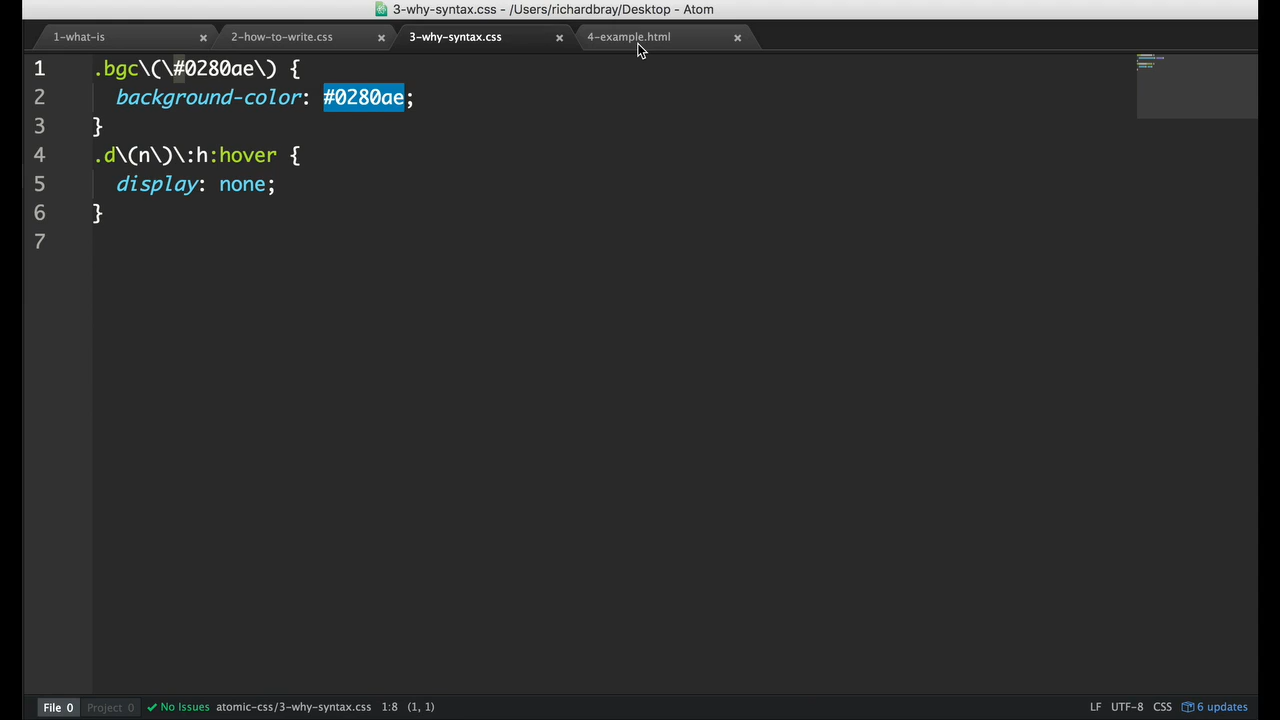 3-why-syntax.css - /Users/richardbray/Desktop - Atom
1-what-is × 2-how-to-write.css × 3-why-syntax.css × 4-example.html ×
1 .bgc\(\#0280ae\) {
2 background-color: #0280ae;
3 }
4 .d\(n\)\:h:hover {
5 display: none;
6 }
7
File 0 Project 0 ✓ No Issues atomic-css/3-why-syntax.css 1:8 (1, 1) LF UTF-8 CSS 6 updates